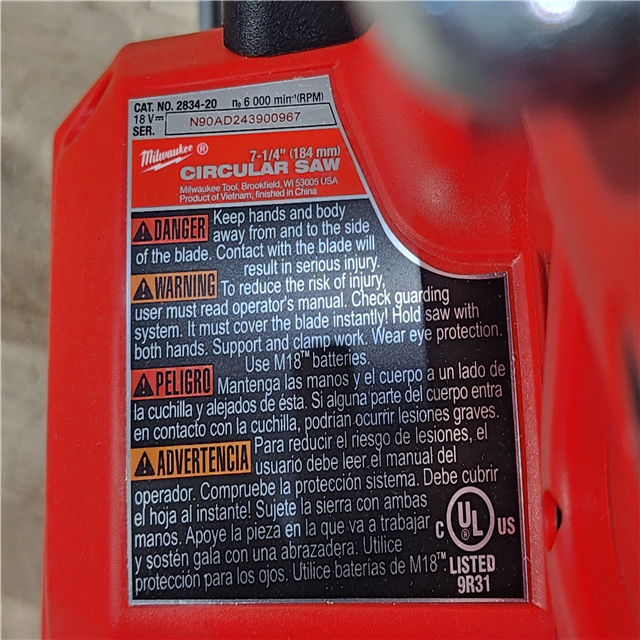 CAT. NO. 2834-20 n₀ 6 000 min⁻¹(RPM)
18 V⎓
SER. N90AD243900967
Milwaukee ®
7-1/4" (184 mm)
CIRCULAR SAW
Milwaukee Tool, Brookfield, WI 53005 USA
Product of Vietnam, finished in China
⚠DANGER Keep hands and body
away from and to the side
of the blade. Contact with the blade will
result in serious injury.
⚠WARNING To reduce the risk of injury,
user must read operator's manual. Check guarding
system. It must cover the blade instantly! Hold saw with
both hands. Support and clamp work. Wear eye protection.
Use M18™ batteries.
⚠PELIGRO Mantenga las manos y el cuerpo a un lado de
la cuchilla y alejados de ésta. Si alguna parte del cuerpo entra
en contacto con la cuchilla, podrían ocurrir lesiones graves.
⚠ADVERTENCIA Para reducir el riesgo de lesiones, el
usuario debe leer el manual del
operador. Compruebe la protección sistema. Debe cubrir
el hoja al instante! Sujete la sierra con ambas
manos. Apoye la pieza en la que va a trabajar
y sostén gala con una abrazadera. Utilice
protección para los ojos. Utilice baterías de M18™.
C UL ® US
LISTED
9R31